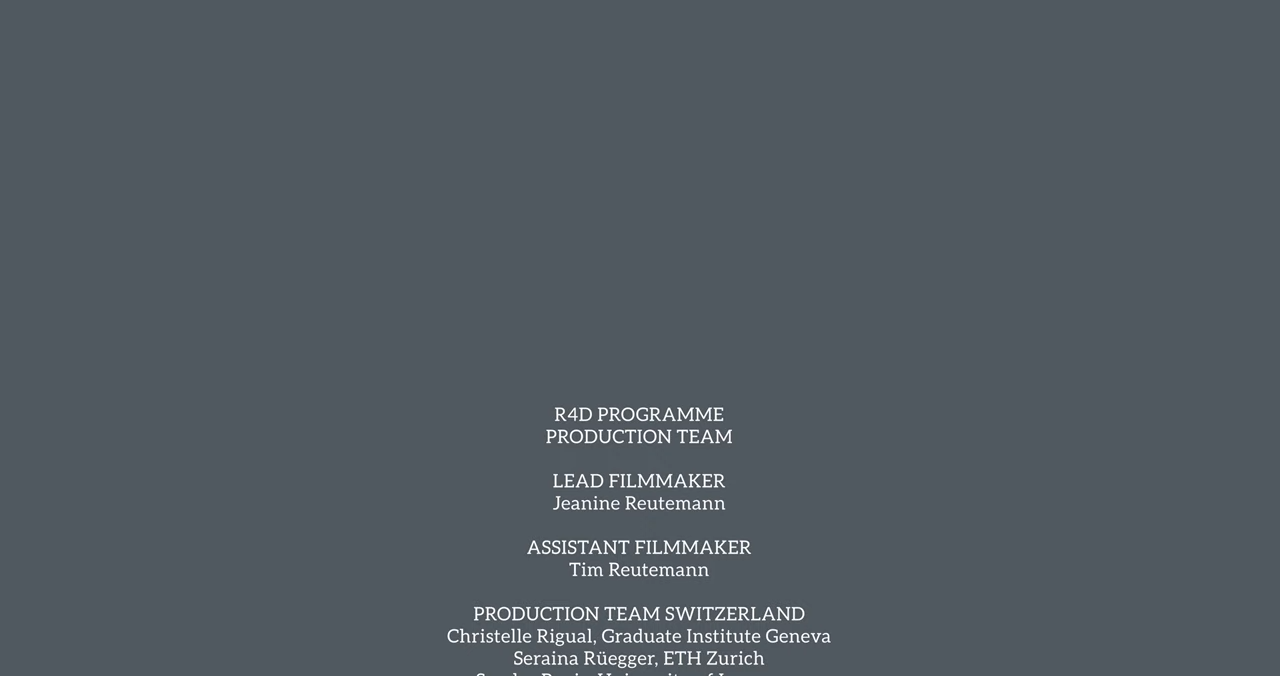 R4D PROGRAMME
PRODUCTION TEAM
LEAD FILMMAKER
Jeanine Reutemann
ASSISTANT FILMMAKER
Tim Reutemann
PRODUCTION TEAM SWITZERLAND
Christelle Rigual, Graduate Institute Geneva
Seraina Rüegger, ETH Zurich